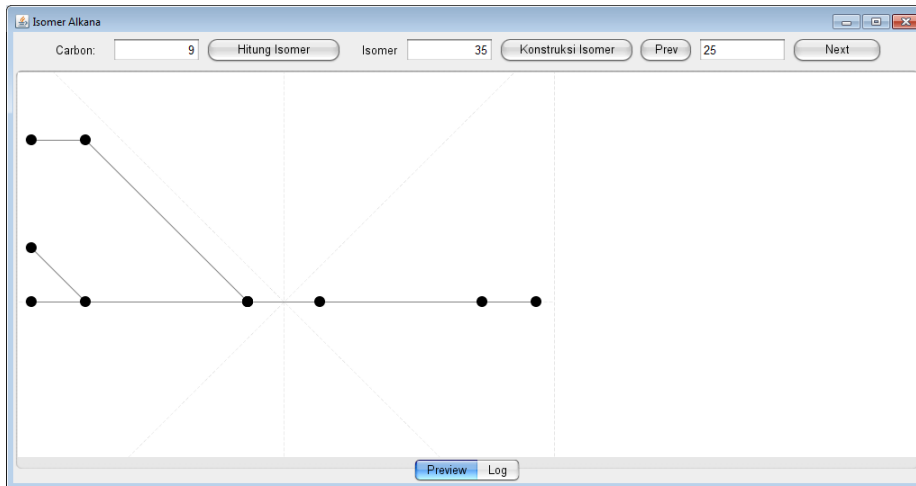 Isomer Alkana
Carbon: 9 Hitung Isomer Isomer 35 Konstruksi Isomer Prev 25 Next
Preview Log